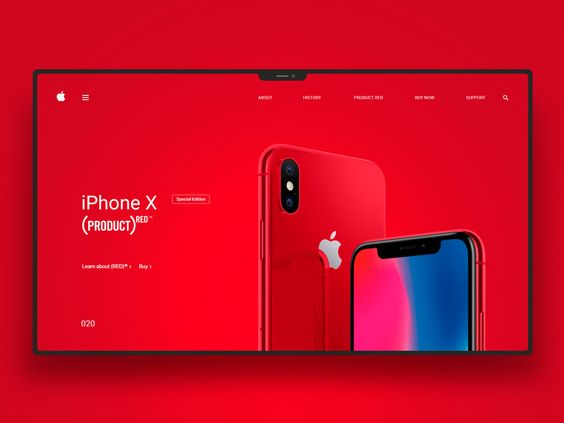 ABOUT HISTORY PRODUCT RED BUY NOW SUPPORT
iPhone X Special Edition
(PRODUCT)RED™
Learn about (RED)® › Buy ›
020